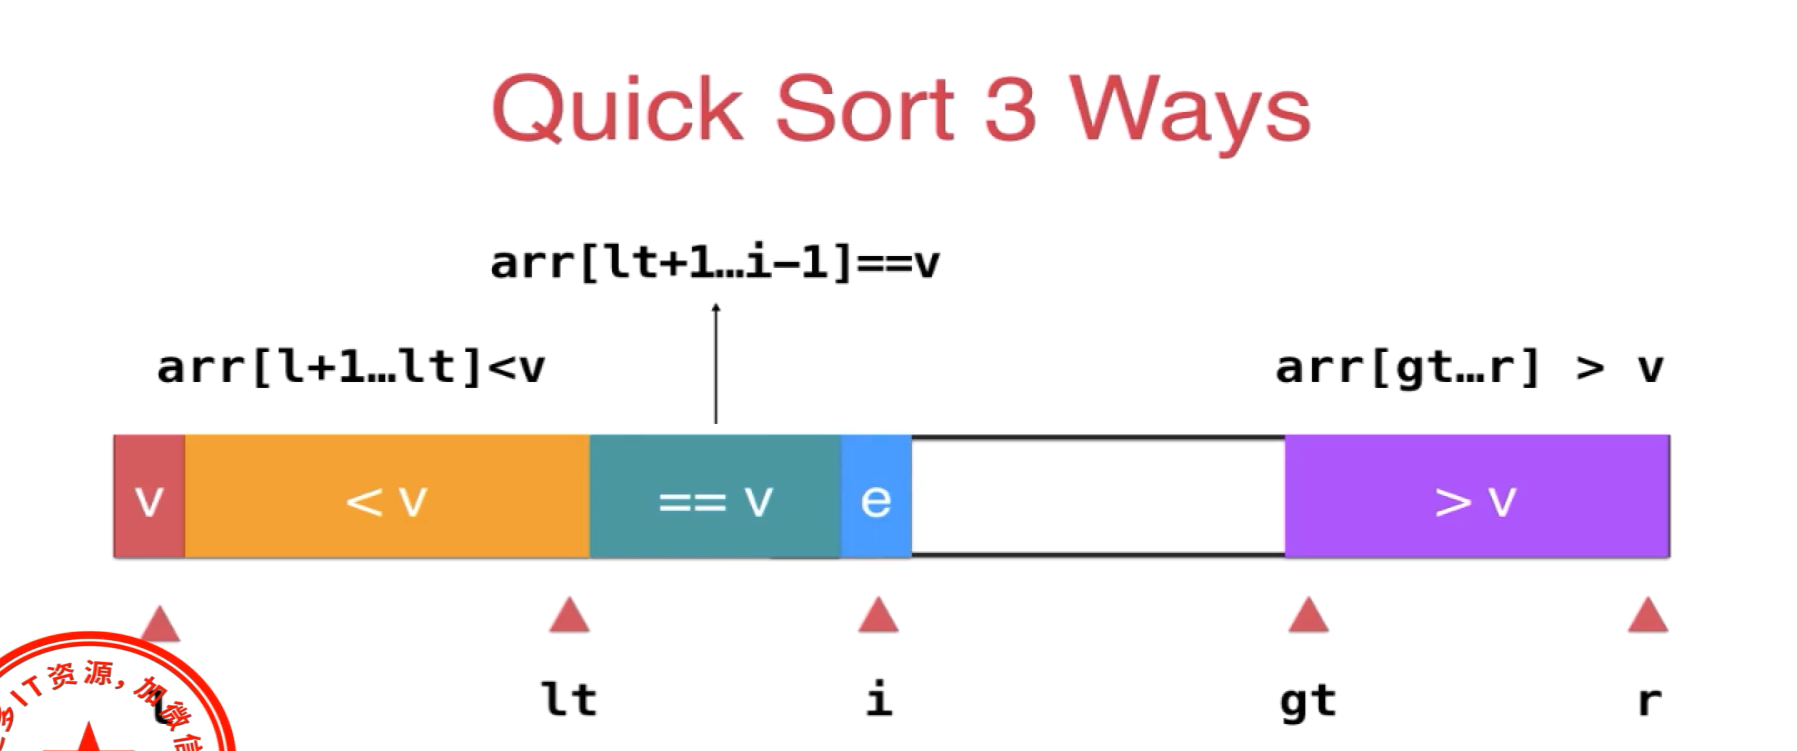 Quick Sort 3 Ways
arr[lt+1…i-1]==v
arr[l+1…lt]<v
arr[gt…r] > v
v
< v
== v
e
> v
l
lt
i
gt
r
多IT资源,加微信